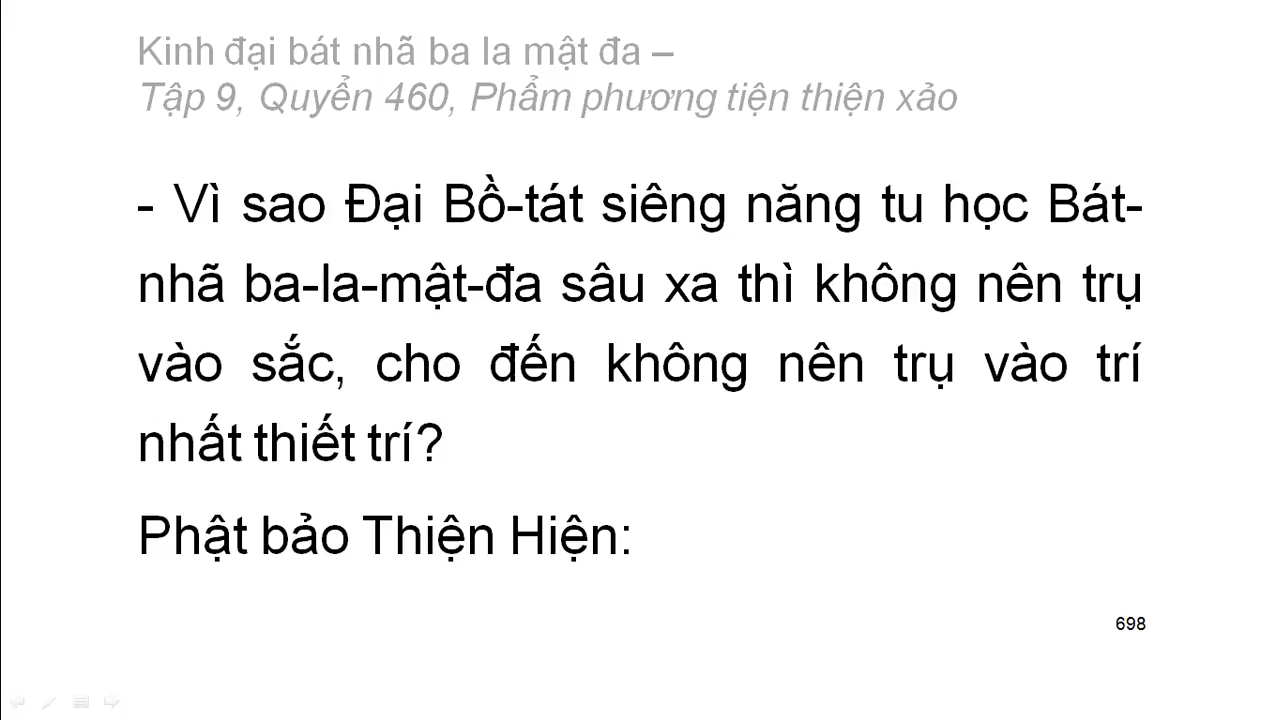 Kinh đại bát nhã ba la mật đa –
Tập 9, Quyển 460, Phẩm phương tiện thiện xảo
- Vì sao Đại Bồ-tát siêng năng tu học Bát-
nhã ba-la-mật-đa sâu xa thì không nên trụ
vào sắc, cho đến không nên trụ vào trí
nhất thiết trí?
Phật bảo Thiện Hiện:
698